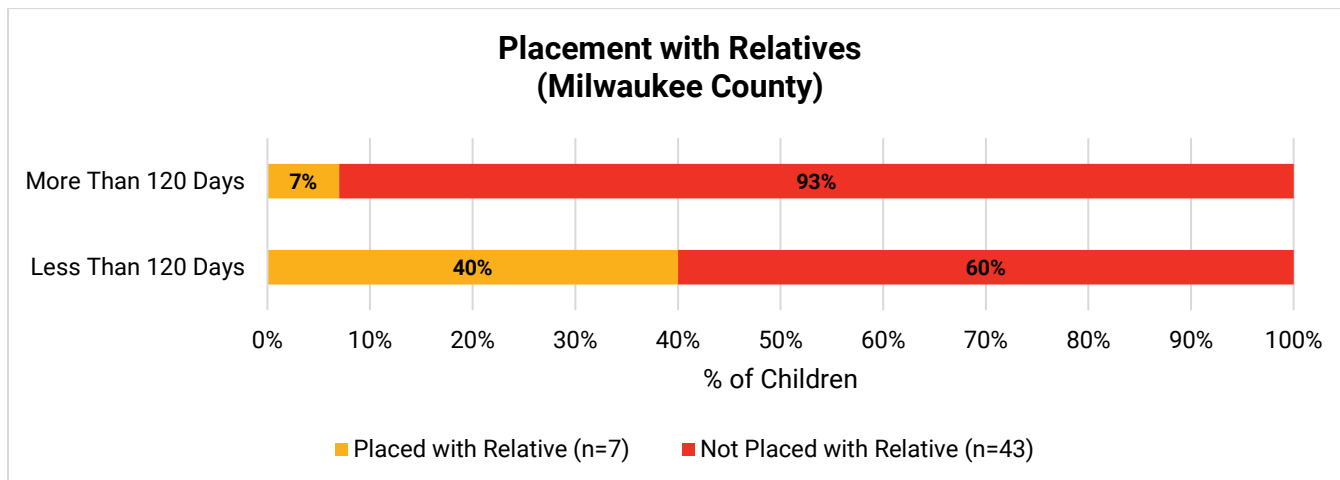 Placement with Relatives
(Milwaukee County)
More Than 120 Days
7%
93%
Less Than 120 Days
40%
60%
0%
10%
20%
30%
40%
50%
60%
70%
80%
90%
100%
% of Children
Placed with Relative (n=7)
Not Placed with Relative (n=43)